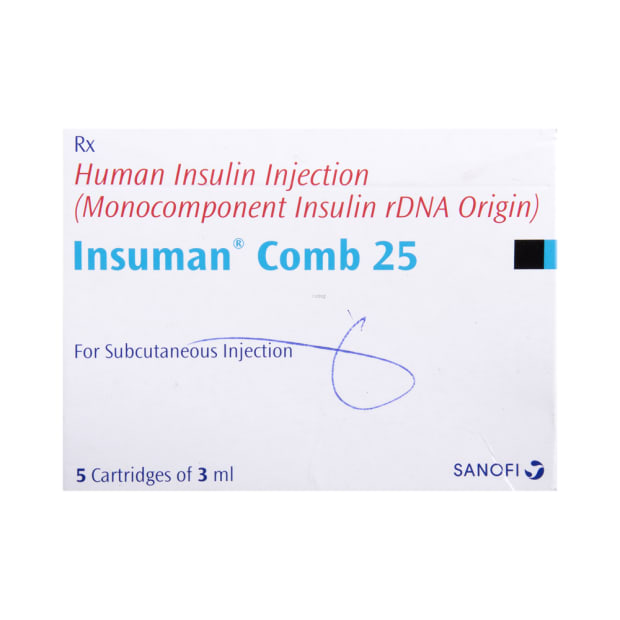 Rx
Human Insulin Injection
(Monocomponent Insulin rDNA Origin)
Insuman® Comb 25
For Subcutaneous Injection
5 Cartridges of 3 ml
SANOFI